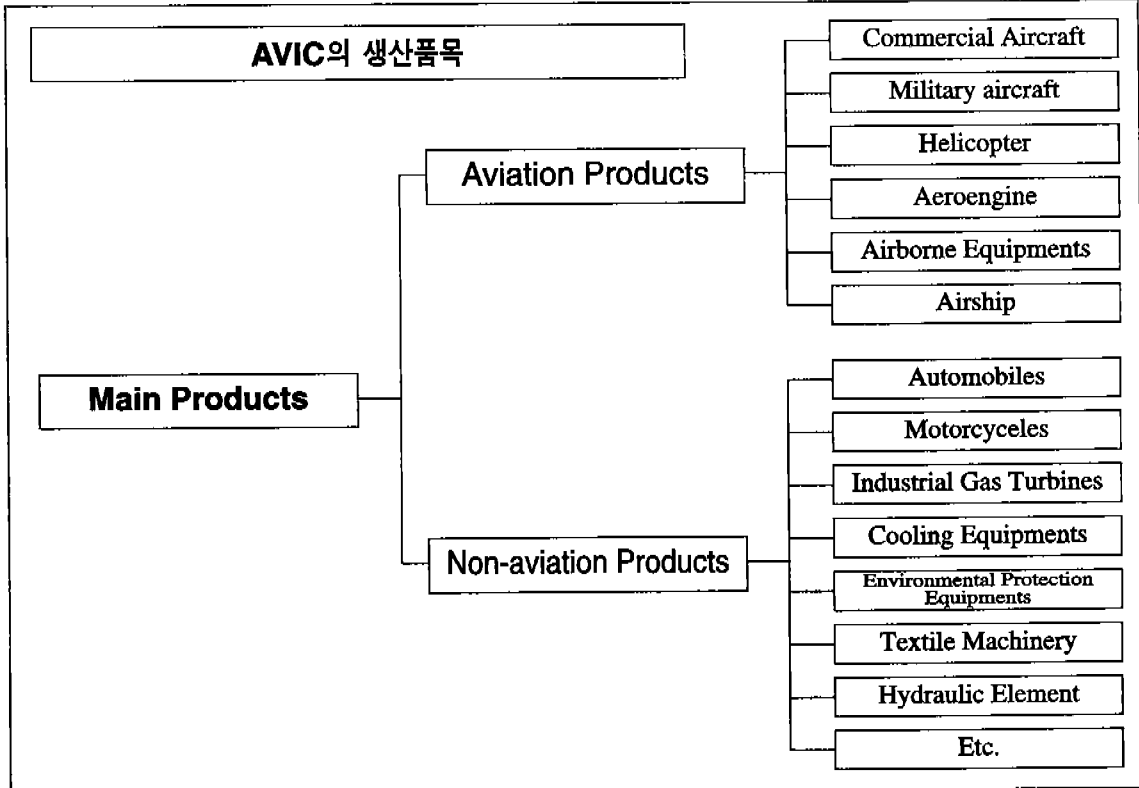 AVIC의 생산품목
Main Products
Aviation Products
Commercial Aircraft
Military aircraft
Helicopter
Aeroengine
Airborne Equipments
Airship
Non-aviation Products
Automobiles
Motorcyceles
Industrial Gas Turbines
Cooling Equipments
Environmental Protection
Equipments
Textile Machinery
Hydraulic Element
Etc.